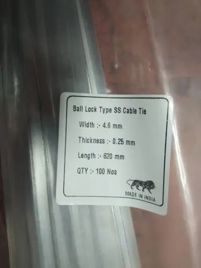 Ball Lock Type SS Cable Tie
Width :- 4.6 mm
Thickness :- 0.25 mm
Length :- 820 mm
QTY :- 100 Nos
MADE IN INDIA